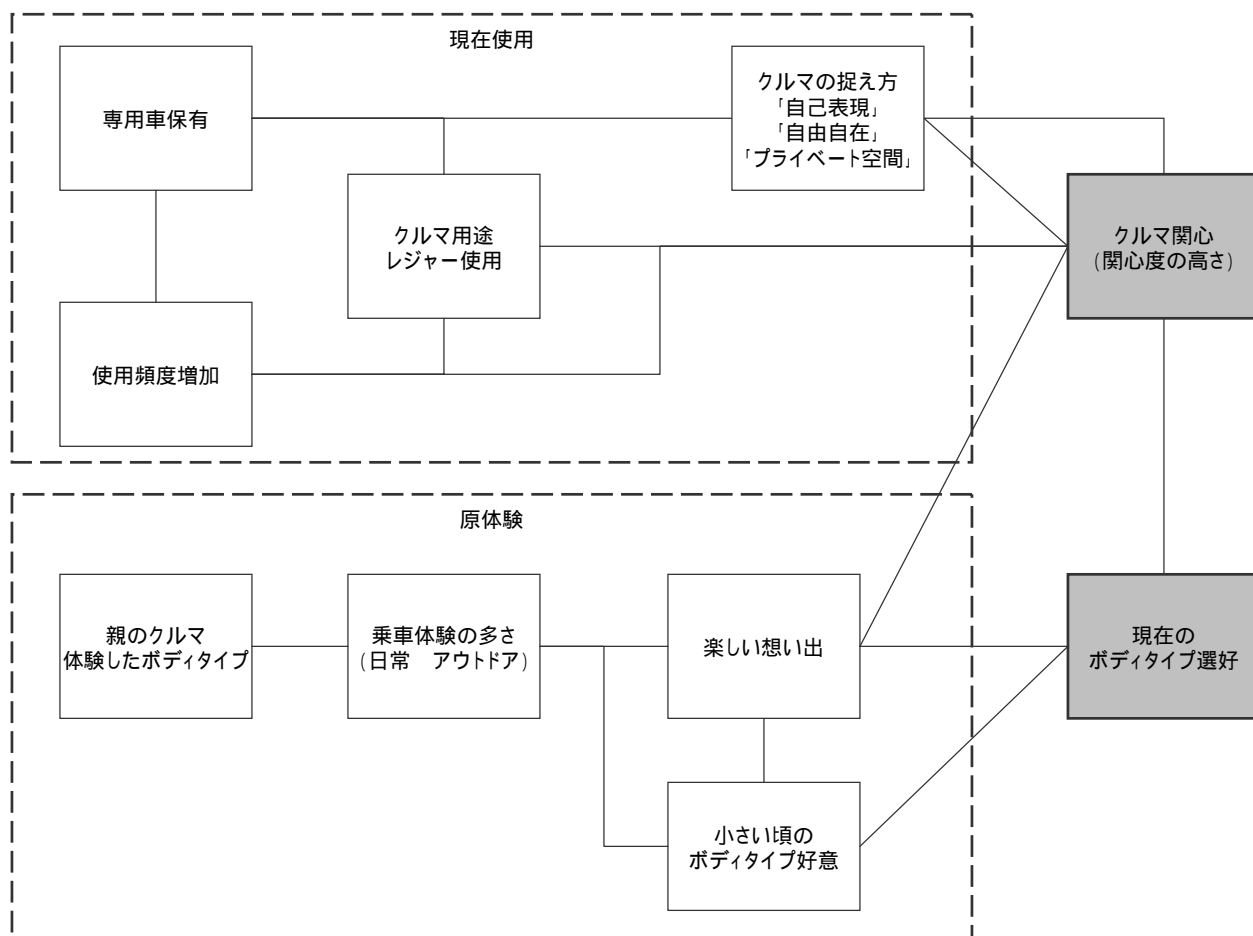 現在使用
専用車保有
クルマの捉え方
「自己表現」
「自由自在」
「プライベート空間」
クルマ用途
レジャー使用
クルマ関心
(関心度の高さ)
使用頻度増加
原体験
親のクルマ
体験したボディタイプ
乗車体験の多さ
(日常　アウトドア)
楽しい想い出
現在の
ボディタイプ選好
小さい頃の
ボディタイプ好意